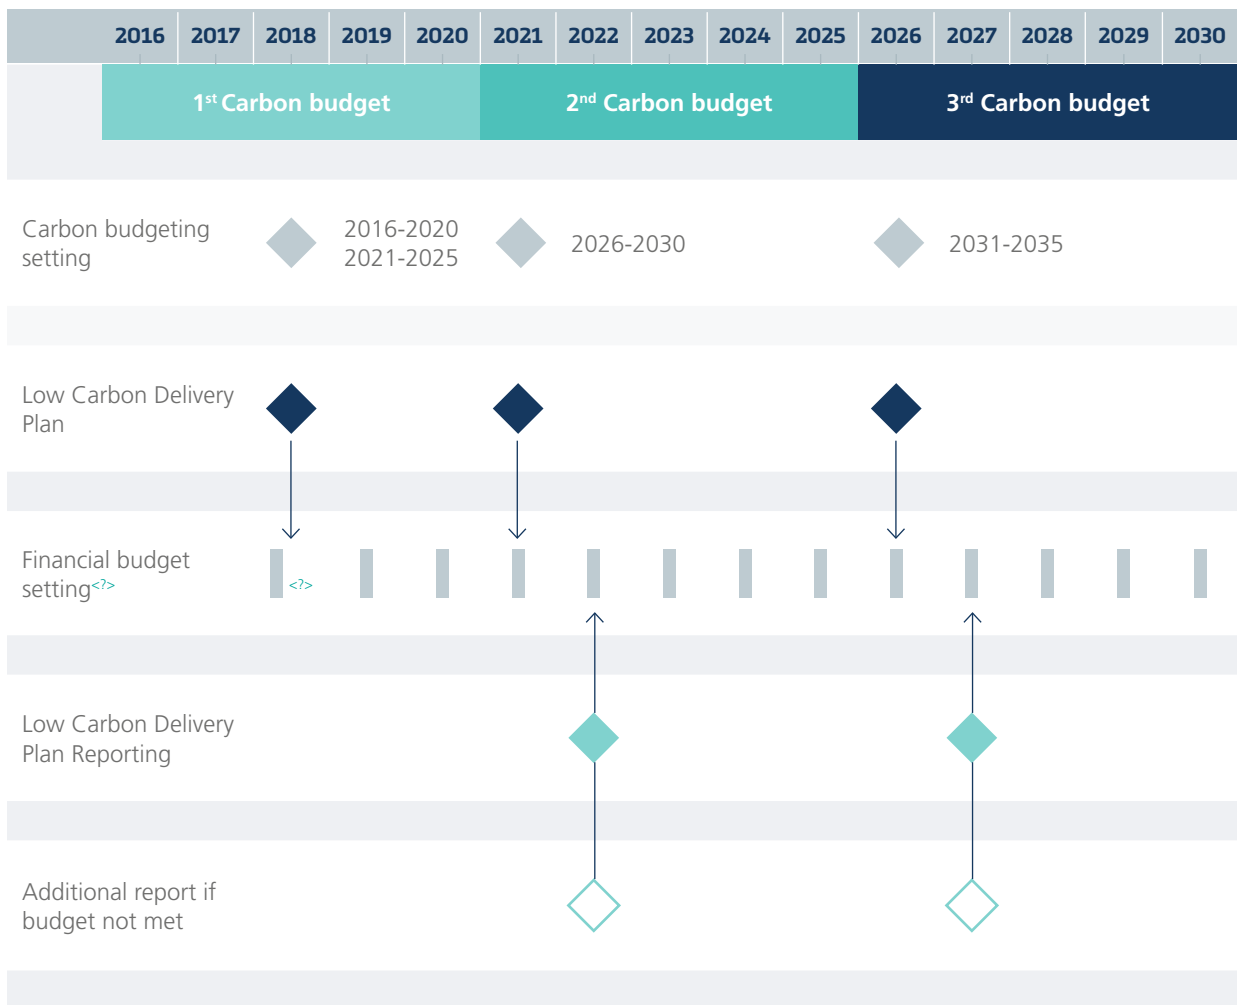 2016 2017 2018 2019 2020 2021 2022 2023 2024 2025 2026 2027 2028 2029 2030
1st Carbon budget 2nd Carbon budget 3rd Carbon budget
Carbon budgeting
setting
2016-2020
2021-2025
2026-2030
2031-2035
Low Carbon Delivery
Plan
Financial budget
setting<?> <?>
Low Carbon Delivery
Plan Reporting
Additional report if
budget not met